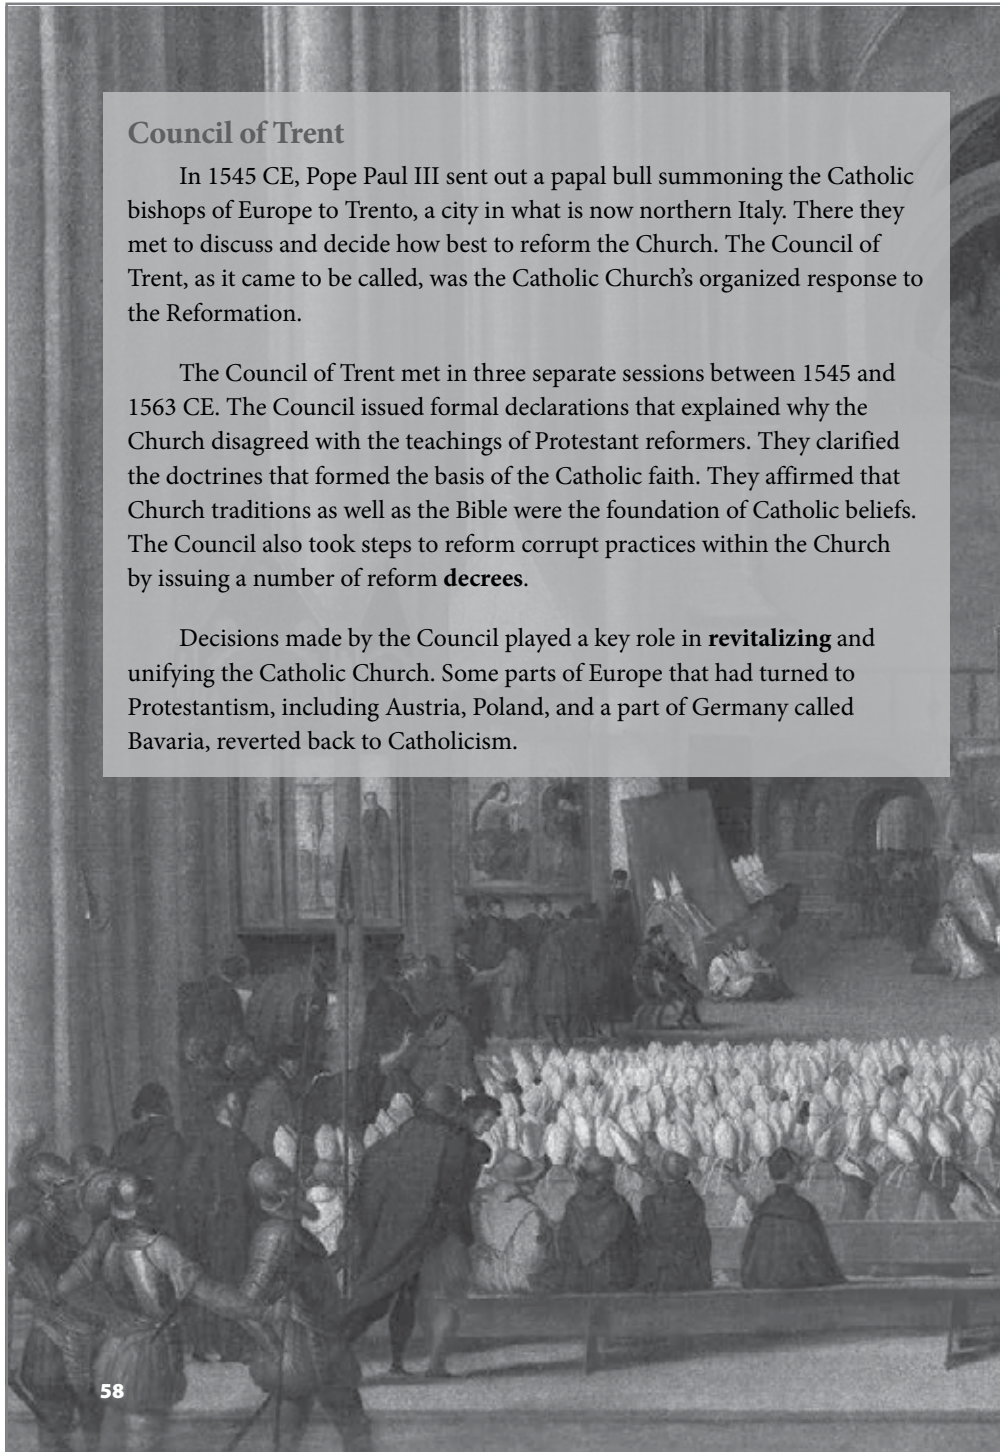 Council of Trent
In 1545 CE, Pope Paul III sent out a papal bull summoning the Catholic
bishops of Europe to Trento, a city in what is now northern Italy. There they
met to discuss and decide how best to reform the Church. The Council of
Trent, as it came to be called, was the Catholic Church’s organized response to
the Reformation.
The Council of Trent met in three separate sessions between 1545 and
1563 CE. The Council issued formal declarations that explained why the
Church disagreed with the teachings of Protestant reformers. They clarified
the doctrines that formed the basis of the Catholic faith. They affirmed that
Church traditions as well as the Bible were the foundation of Catholic beliefs.
The Council also took steps to reform corrupt practices within the Church
by issuing a number of reform decrees.
Decisions made by the Council played a key role in revitalizing and
unifying the Catholic Church. Some parts of Europe that had turned to
Protestantism, including Austria, Poland, and a part of Germany called
Bavaria, reverted back to Catholicism.
58